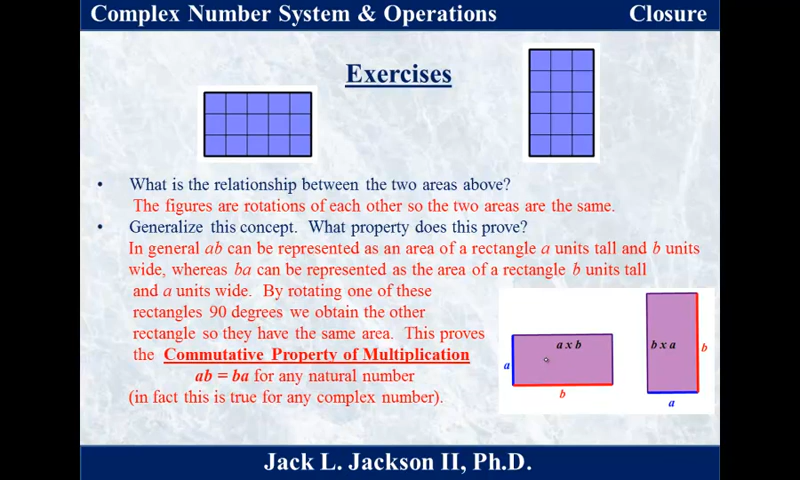 Complex Number System & Operations Closure
Exercises
• What is the relationship between the two areas above?
The figures are rotations of each other so the two areas are the same.
• Generalize this concept. What property does this prove?
In general ab can be represented as an area of a rectangle a units tall and b units
wide, whereas ba can be represented as the area of a rectangle b units tall
and a units wide. By rotating one of these
rectangles 90 degrees we obtain the other
rectangle so they have the same area. This proves
the Commutative Property of Multiplication
ab = ba for any natural number
(in fact this is true for any complex number).
a x b
a
b
b x a
b
a
Jack L. Jackson II, Ph.D.